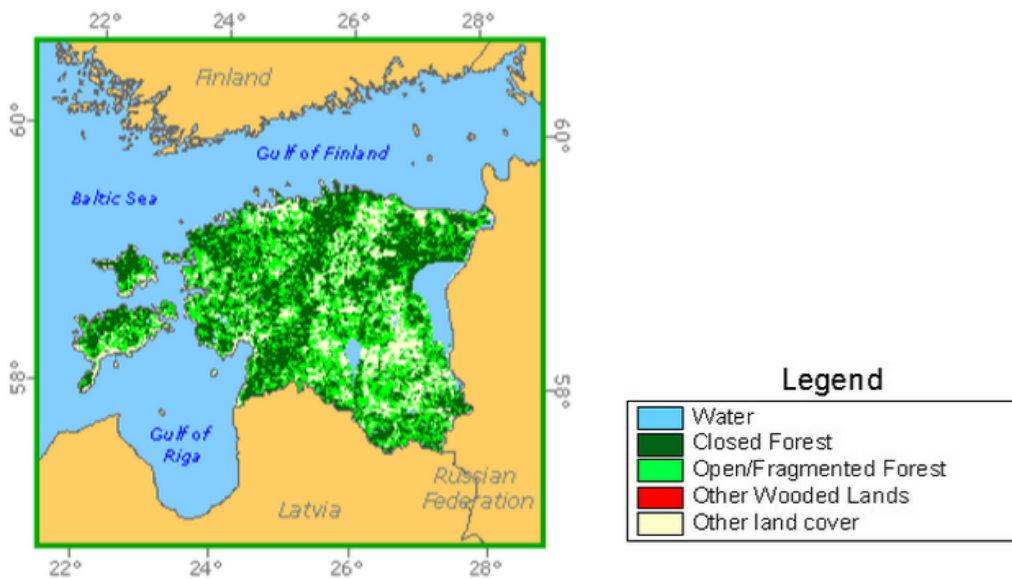 22° 24° 26° 28°
Finland
60° 60°
Gulf of Finland
Baltic Sea
58° 58°
Gulf of
Riga
Latvia
Russian
Federation
22° 24° 26° 28°
Legend
Water
Closed Forest
Open/Fragmented Forest
Other Wooded Lands
Other land cover